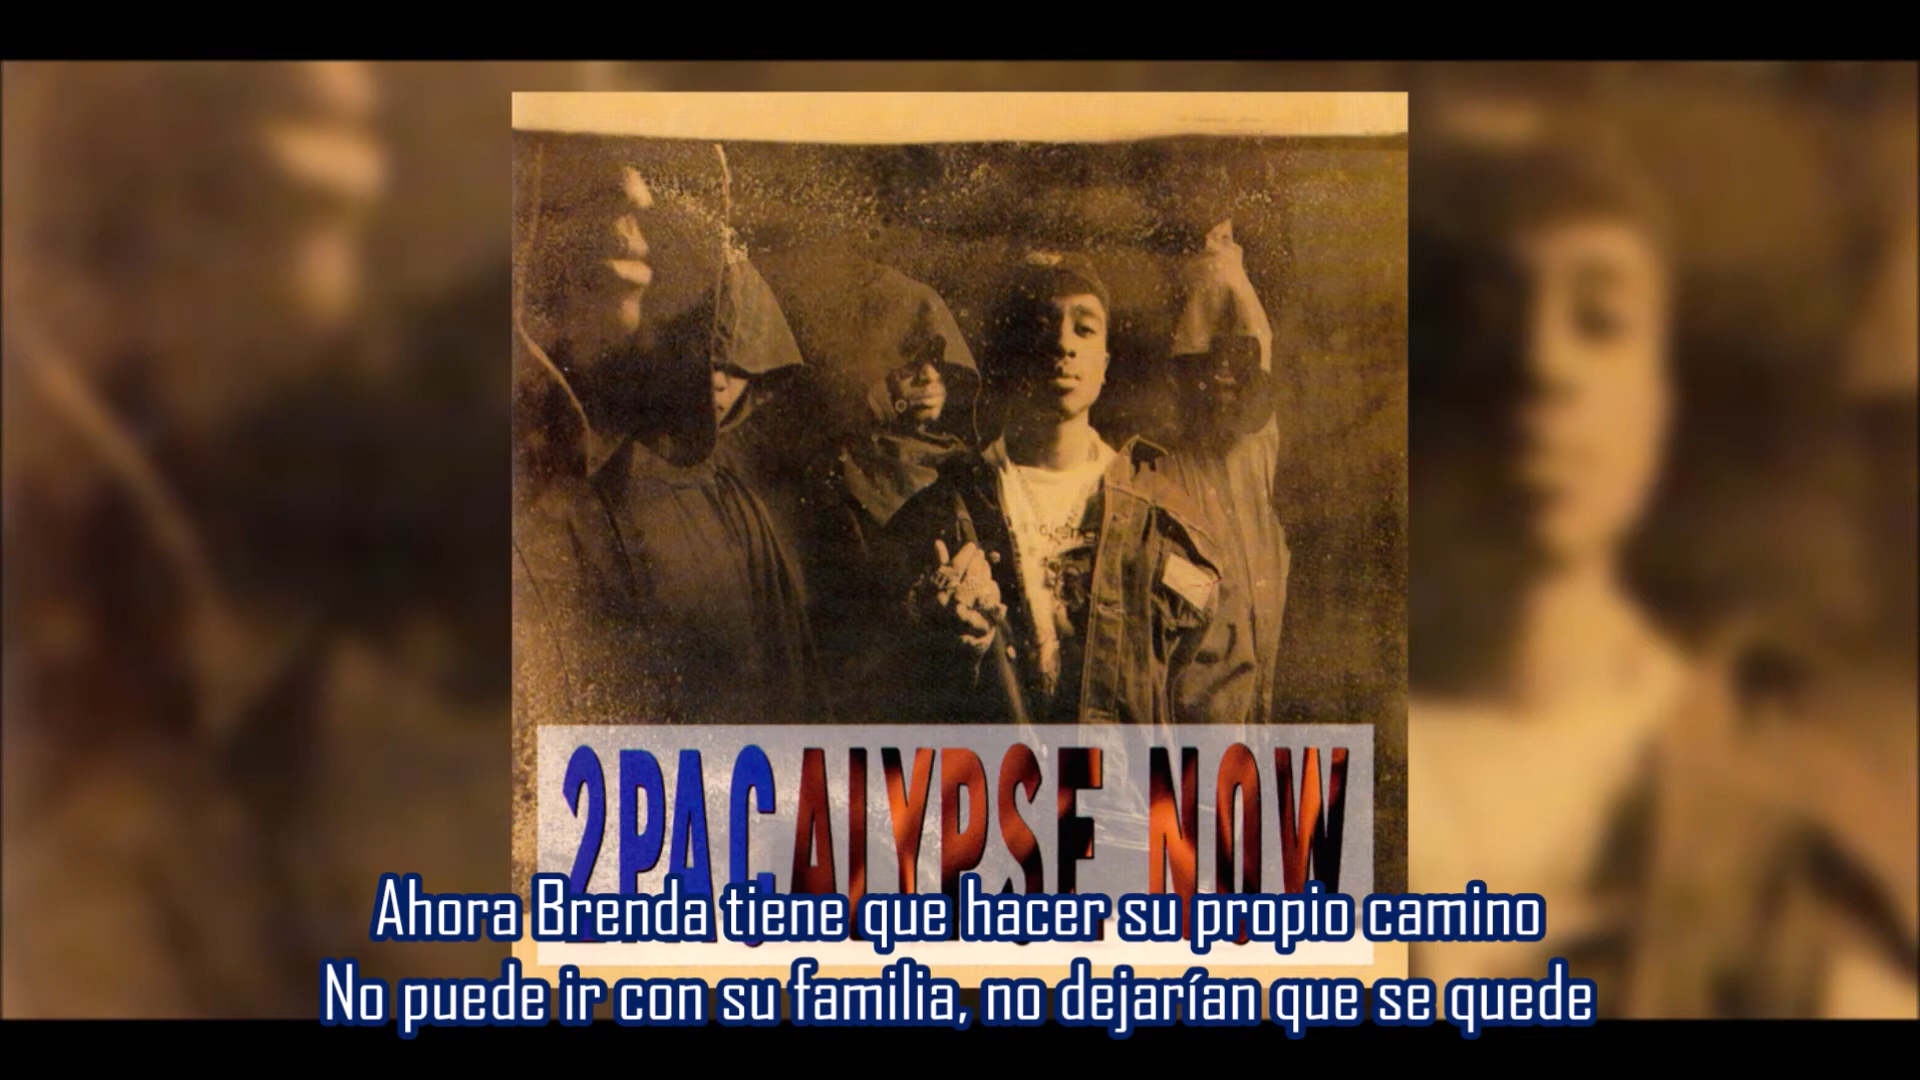 2PACALYPSE NOW
Ahora Brenda tiene que hacer su propio camino
No puede ir con su familia, no dejarían que se quede